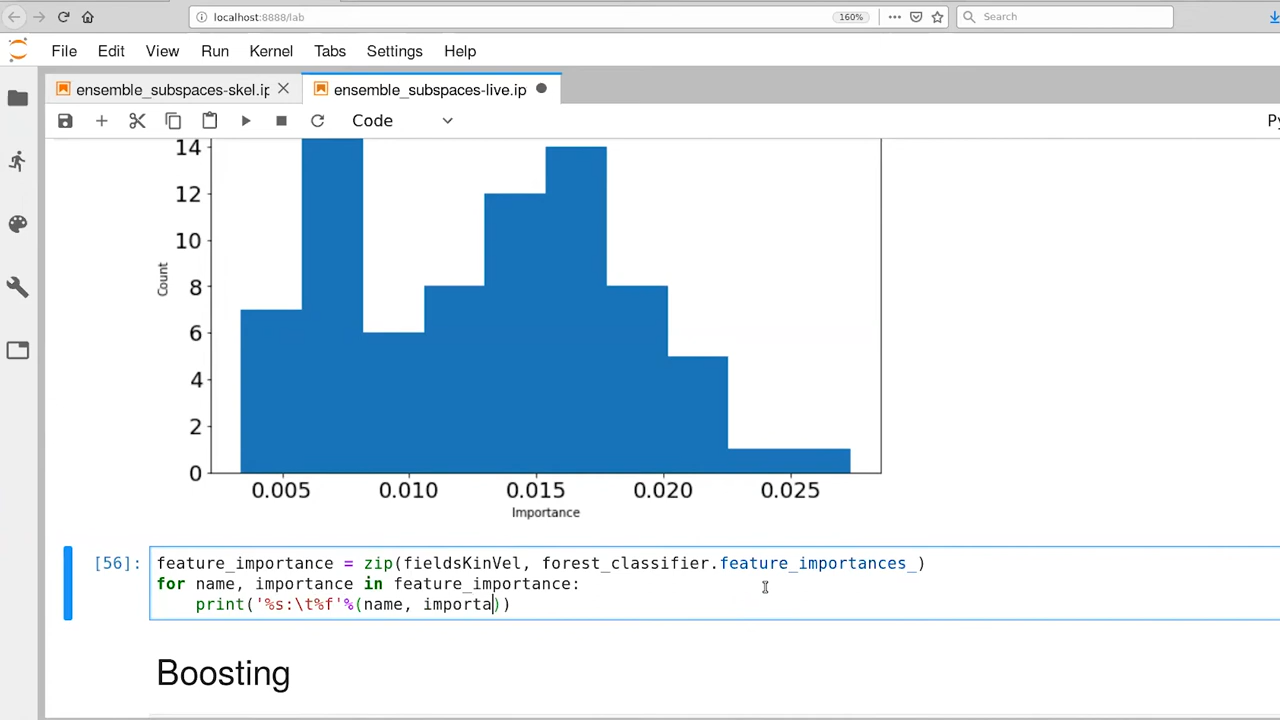 localhost:8888/lab
160%
Search
File Edit View Run Kernel Tabs Settings Help
ensemble_subspaces-skel.ip
ensemble_subspaces-live.ip
Code
Py
14
12
10
8
6
4
2
0
Count
0.005 0.010 0.015 0.020 0.025
Importance
[56]: feature_importance = zip(fieldsKinVel, forest_classifier.feature_importances_)
for name, importance in feature_importance:
print('%s:\t%f'%(name, importa))
Boosting